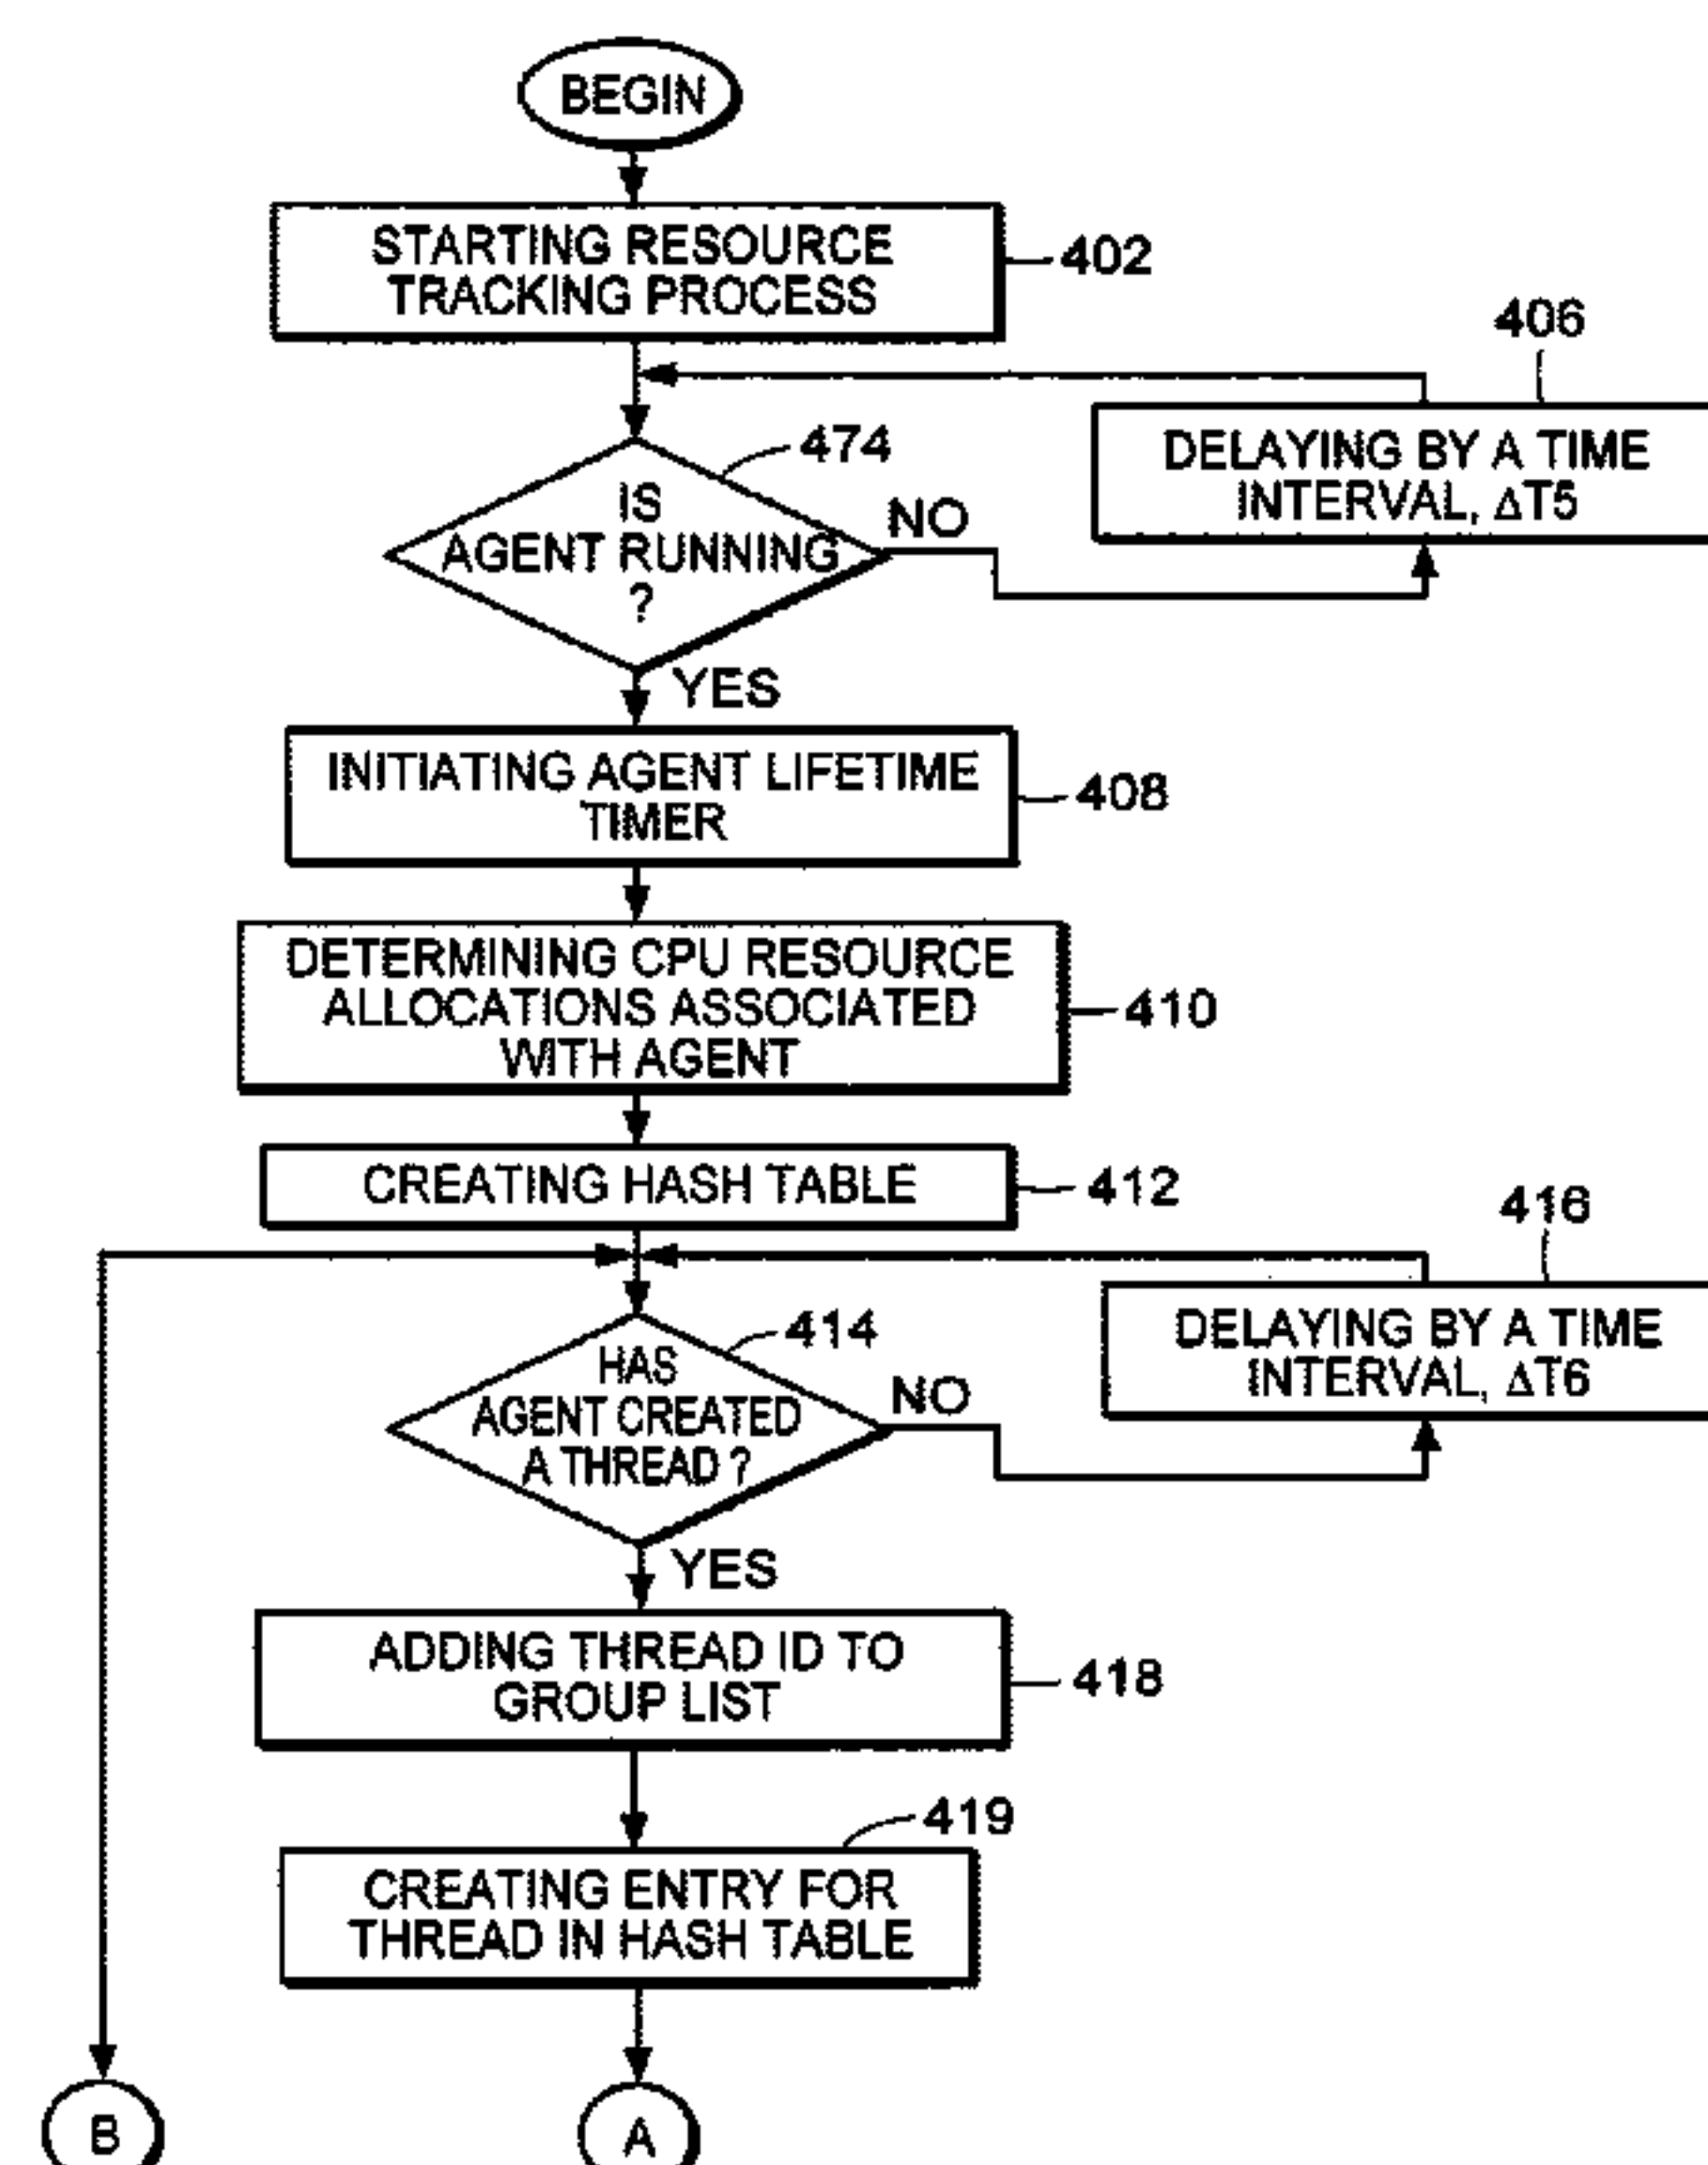 BEGIN
STARTING RESOURCE
TRACKING PROCESS
402
406
DELAYING BY A TIME
INTERVAL, ΔT5
474
IS
AGENT RUNNING
?
NO
YES
INITIATING AGENT LIFETIME
TIMER
408
DETERMINING CPU RESOURCE
ALLOCATIONS ASSOCIATED
WITH AGENT
410
CREATING HASH TABLE
412
416
DELAYING BY A TIME
INTERVAL, ΔT6
414
HAS
AGENT CREATED
A THREAD ?
NO
YES
ADDING THREAD ID TO
GROUP LIST
418
419
CREATING ENTRY FOR
THREAD IN HASH TABLE
B
A